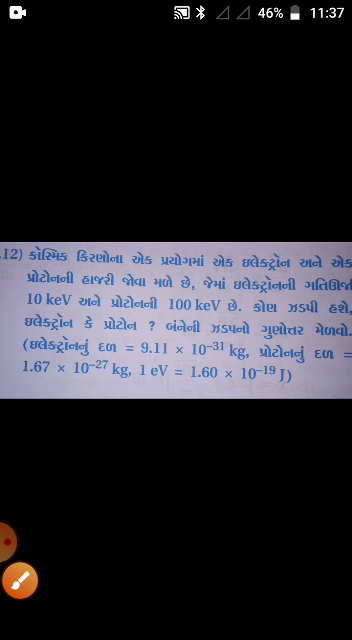 46% 11:37
.12) કૉસ્મિક કિરણોના એક પ્રયોગમાં એક ઇલેક્ટ્રૉન અને એક
પ્રોટોનની હાજરી જોવા મળે છે, જેમાં ઇલેક્ટ્રૉનની ગતિઊર્જા
10 keV અને પ્રોટોનની 100 keV છે. કોણ ઝડપી હશે,
ઇલેક્ટ્રૉન કે પ્રોટોન ? બંનેની ઝડપનો ગુણોત્તર મેળવો.
(ઇલેક્ટ્રૉનનું દળ = 9.11 × 10⁻³¹ kg, પ્રોટોનનું દળ =
1.67 × 10⁻²⁷ kg, 1 eV = 1.60 × 10⁻¹⁹ J)